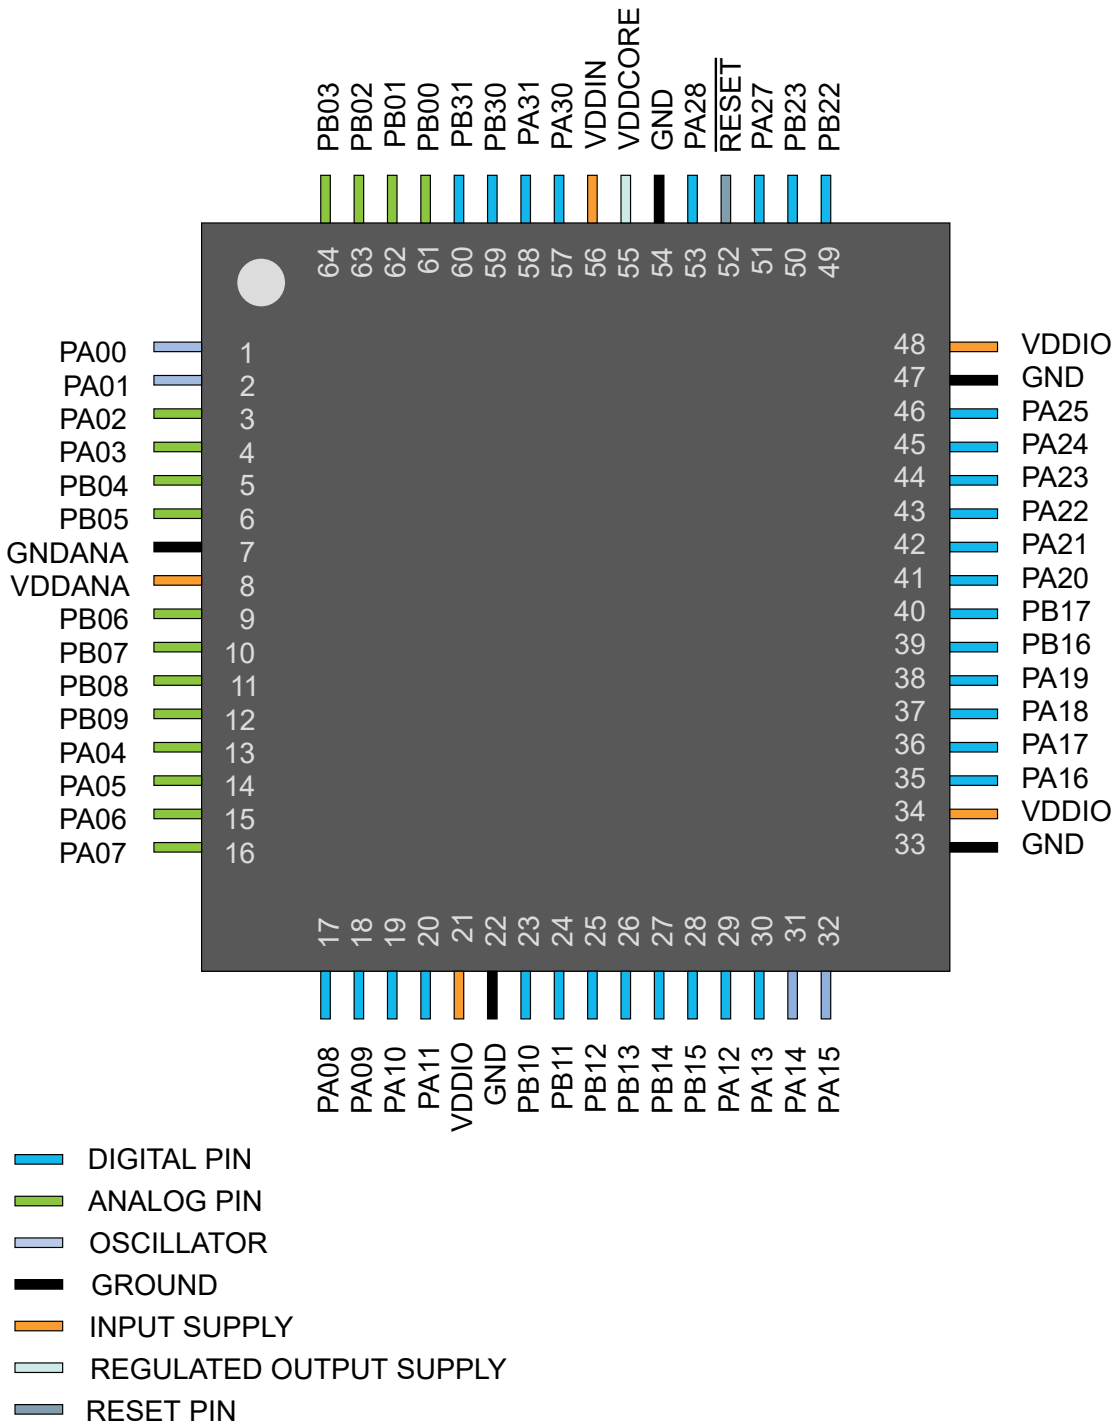 PB03
PB02
PB01
PB00
PB31
PB30
PA31
PA30
VDDIN
VDDCORE
GND
PA28
RESET
PA27
PB23
PB22
64
63
62
61
60
59
58
57
56
55
54
53
52
51
50
49
PA00 1
PA01 2
PA02 3
PA03 4
PB04 5
PB05 6
GNDANA 7
VDDANA 8
PB06 9
PB07 10
PB08 11
PB09 12
PA04 13
PA05 14
PA06 15
PA07 16
48 VDDIO
47 GND
46 PA25
45 PA24
44 PA23
43 PA22
42 PA21
41 PA20
40 PB17
39 PB16
38 PA19
37 PA18
36 PA17
35 PA16
34 VDDIO
33 GND
17
18
19
20
21
22
23
24
25
26
27
28
29
30
31
32
PA08
PA09
PA10
PA11
VDDIO
GND
PB10
PB11
PB12
PB13
PB14
PB15
PA12
PA13
PA14
PA15
DIGITAL PIN
ANALOG PIN
OSCILLATOR
GROUND
INPUT SUPPLY
REGULATED OUTPUT SUPPLY
RESET PIN